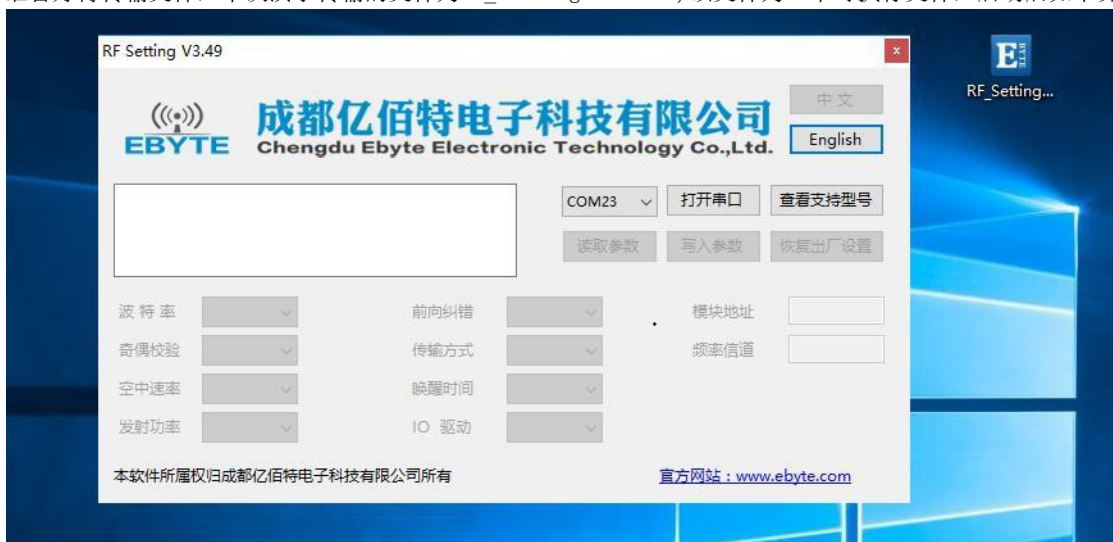 RF Setting V3.49
x
EBYTE
成都亿佰特电子科技有限公司
Chengdu Ebyte Electronic Technology Co.,Ltd.
中 文
English
E BYTE
RF_Setting...
COM23
打开串口
查看支持型号
读取参数
写入参数
恢复出厂设置
波 特 率
前向纠错
模块地址
奇偶校验
传输方式
频率信道
空中速率
唤醒时间
发射功率
IO 驱动
本软件所属权归成都亿佰特电子科技有限公司所有
官方网站：www.ebyte.com